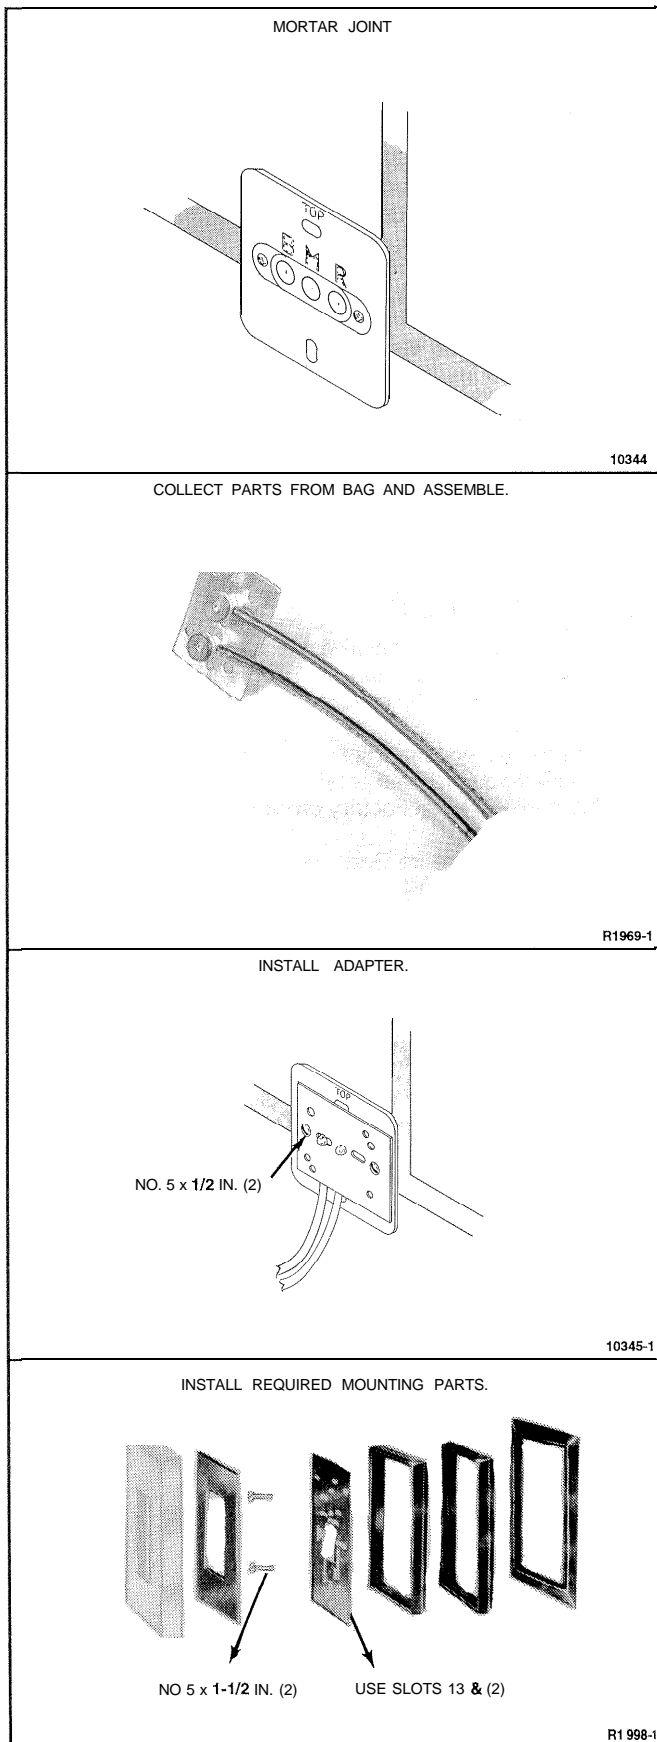 MORTAR JOINT
TOP
B M R
10344
COLLECT PARTS FROM BAG AND ASSEMBLE.
R1969-1
INSTALL ADAPTER.
TOP
NO. 5 x 1/2 IN. (2)
10345-1
INSTALL REQUIRED MOUNTING PARTS.
NO 5 x 1-1/2 IN. (2)
USE SLOTS 13 & (2)
R1998-1